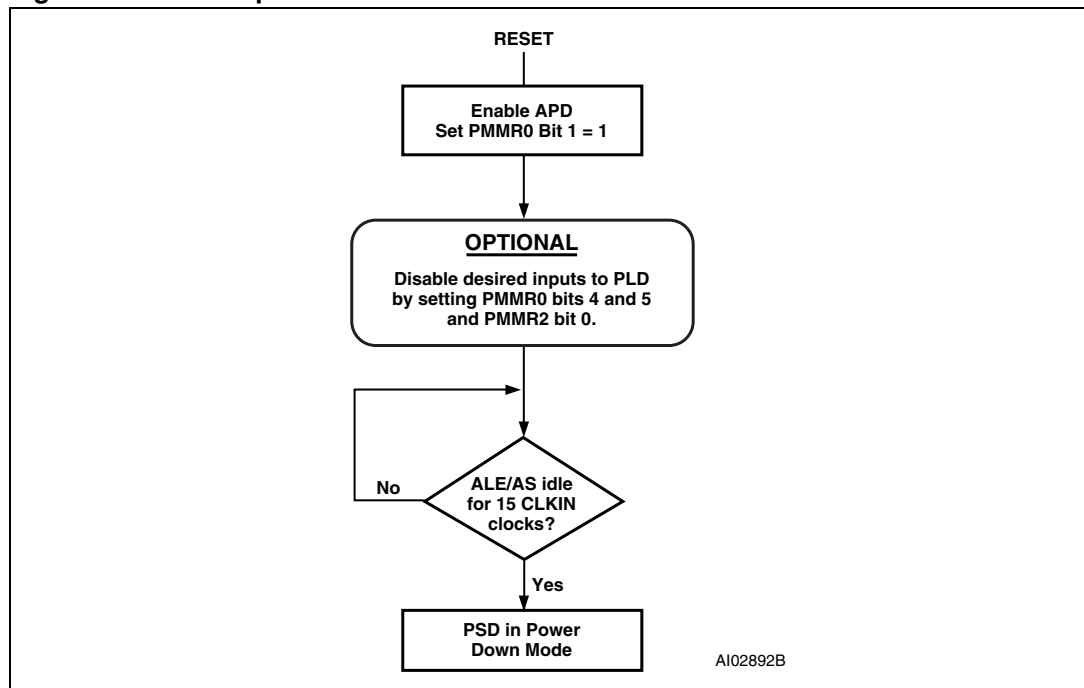 RESET
Enable APD
Set PMMR0 Bit 1 = 1
OPTIONAL
Disable desired inputs to PLD
by setting PMMR0 bits 4 and 5
and PMMR2 bit 0.
No
ALE/AS idle
for 15 CLKIN
clocks?
Yes
PSD in Power
Down Mode
AI02892B